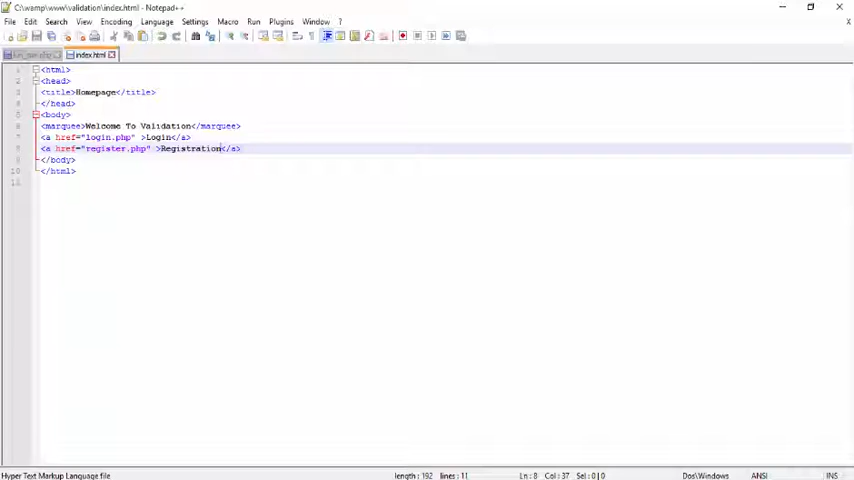 C:\wamp\www\validation\index.html - Notepad++
File Edit Search View Encoding Language Settings Macro Run Plugins Window ? X
index.html
1 <html>
2 <head>
3 <title>Homepage</title>
4 </head>
5 <body>
6 <marquee>Welcome To Validation</marquee>
7 <a href="login.php" >Login</a>
8 <a href="register.php" >Registration</a>
9 </body>
10 </html>
11
Hyper Text Markup Language file length : 192 lines : 11 Ln : 8 Col : 37 Sel : 0 | 0 Dos\Windows ANSI INS